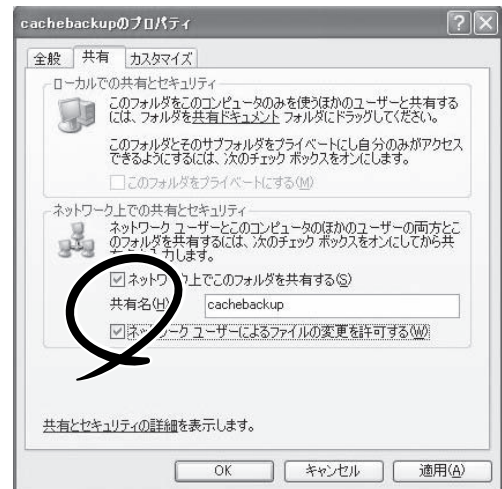 cachebackupのプロパティ
全般 共有 カスタマイズ
ローカルでの共有とセキュリティ
このフォルダをこのコンピュータのみを使うほかのユーザーと共有する
には、フォルダを共有ドキュメント フォルダにドラッグしてください。
このフォルダとそのサブフォルダをプライベートにし自分のみがアクセス
できるようにするには、次のチェック ボックスをオンにします。
このフォルダをプライベートにする(M)
ネットワーク上での共有とセキュリティ
ネットワーク ユーザーとこのコンピュータのほかのユーザーの両方とこ
のフォルダを共有するには、次のチェック ボックスをオンにしてから共
入力します。
ネットワーク上でこのフォルダを共有する(S)
共有名(H) cachebackup
ネットワーク ユーザーによるファイルの変更を許可する(W)
共有とセキュリティの詳細を表示します。
OK キャンセル 適用(A)